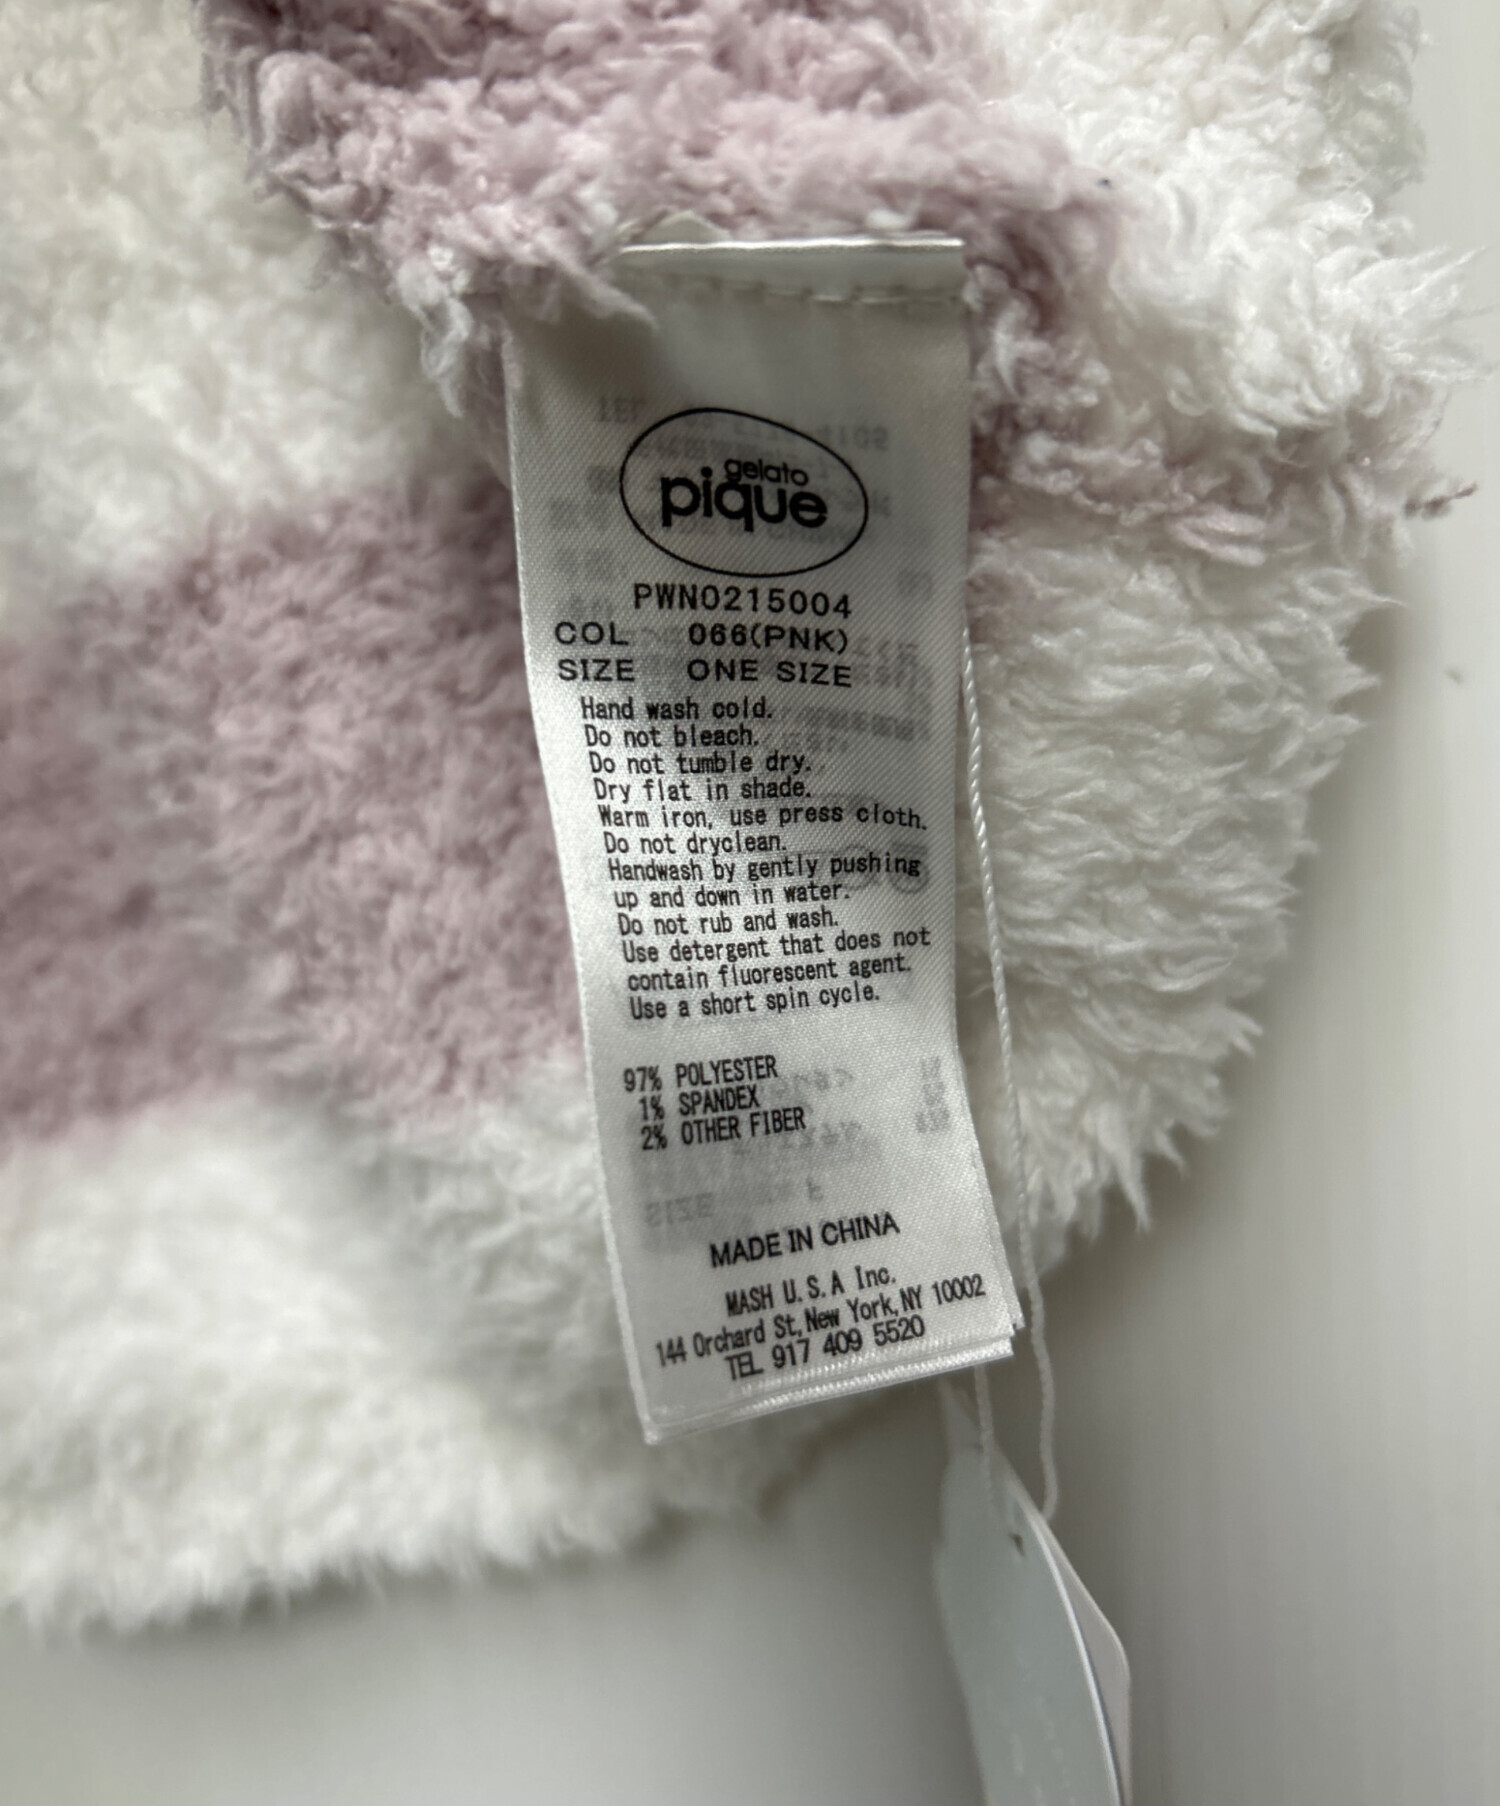 gelato
pique
PWN0215004
COL 066(PNK)
SIZE ONE SIZE
Hand wash cold.
Do not bleach.
Do not tumble dry.
Dry flat in shade.
Warm iron, use press cloth.
Do not dryclean.
Handwash by gently pushing
up and down in water.
Do not rub and wash.
Use detergent that does not
contain fluorescent agent.
Use a short spin cycle.
97% POLYESTER
1% SPANDEX
2% OTHER FIBER
MADE IN CHINA
MASH U.S.A Inc.
144 Orchard St, New York, NY 10002
TEL 917 409 5520